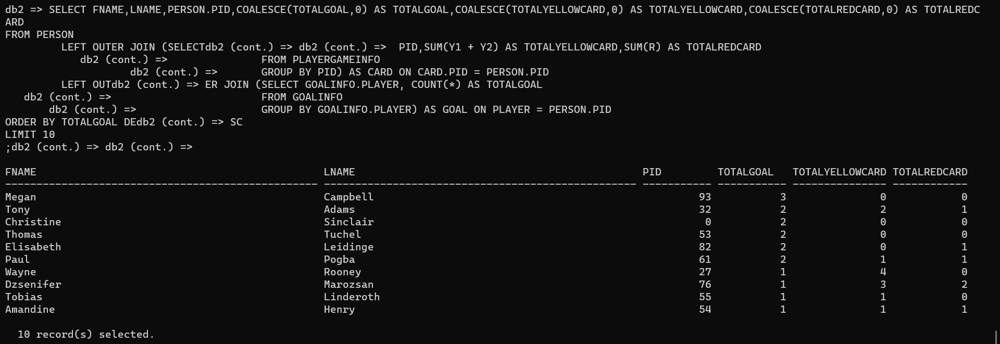 db2 => SELECT FNAME,LNAME,PERSON.PID,COALESCE(TOTALGOAL,0) AS TOTALGOAL,COALESCE(TOTALYELLOWCARD,0) AS TOTALYELLOWCARD,COALESCE(TOTALREDCARD,0) AS TOTALREDC
ARD
FROM PERSON
         LEFT OUTER JOIN (SELECTdb2 (cont.) => db2 (cont.) =>  PID,SUM(Y1 + Y2) AS TOTALYELLOWCARD,SUM(R) AS TOTALREDCARD
            db2 (cont.) =>               FROM PLAYERGAMEINFO
                    db2 (cont.) =>       GROUP BY PID) AS CARD ON CARD.PID = PERSON.PID
         LEFT OUTdb2 (cont.) => ER JOIN (SELECT GOALINFO.PLAYER, COUNT(*) AS TOTALGOAL
   db2 (cont.) =>                        FROM GOALINFO
       db2 (cont.) =>                    GROUP BY GOALINFO.PLAYER) AS GOAL ON PLAYER = PERSON.PID
ORDER BY TOTALGOAL DEdb2 (cont.) => SC
LIMIT 10
;db2 (cont.) => db2 (cont.) =>

FNAME                                              LNAME                                              PID         TOTALGOAL   TOTALYELLOWCARD TOTALREDCARD
-------------------------------------------------- -------------------------------------------------- ----------- ----------- --------------- ------------
Megan                                              Campbell                                                    93           3               0            0
Tony                                               Adams                                                       32           2               2            1
Christine                                          Sinclair                                                     0           2               0            0
Thomas                                             Tuchel                                                      53           2               0            0
Elisabeth                                          Leidinge                                                    82           2               0            1
Paul                                               Pogba                                                       61           2               1            1
Wayne                                              Rooney                                                      27           1               4            0
Dzsenifer                                          Marozsan                                                    76           1               3            2
Tobias                                             Linderoth                                                   55           1               1            0
Amandine                                           Henry                                                       54           1               1            1

  10 record(s) selected.